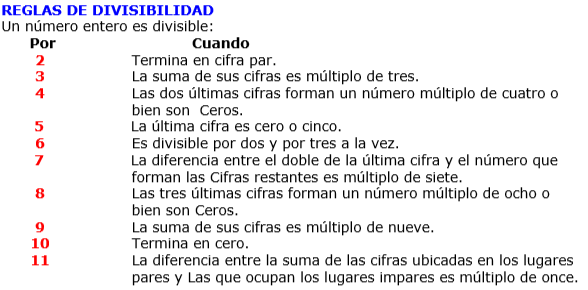 REGLAS DE DIVISIBILIDAD
Un número entero es divisible:
Por Cuando
2 Termina en cifra par.
3 La suma de sus cifras es múltiplo de tres.
4 Las dos últimas cifras forman un número múltiplo de cuatro o
bien son Ceros.
5 La última cifra es cero o cinco.
6 Es divisible por dos y por tres a la vez.
7 La diferencia entre el doble de la última cifra y el número que
forman las Cifras restantes es múltiplo de siete.
8 Las tres últimas cifras forman un número múltiplo de ocho o
bien son Ceros.
9 La suma de sus cifras es múltiplo de nueve.
10 Termina en cero.
11 La diferencia entre la suma de las cifras ubicadas en los lugares
pares y Las que ocupan los lugares impares es múltiplo de once.